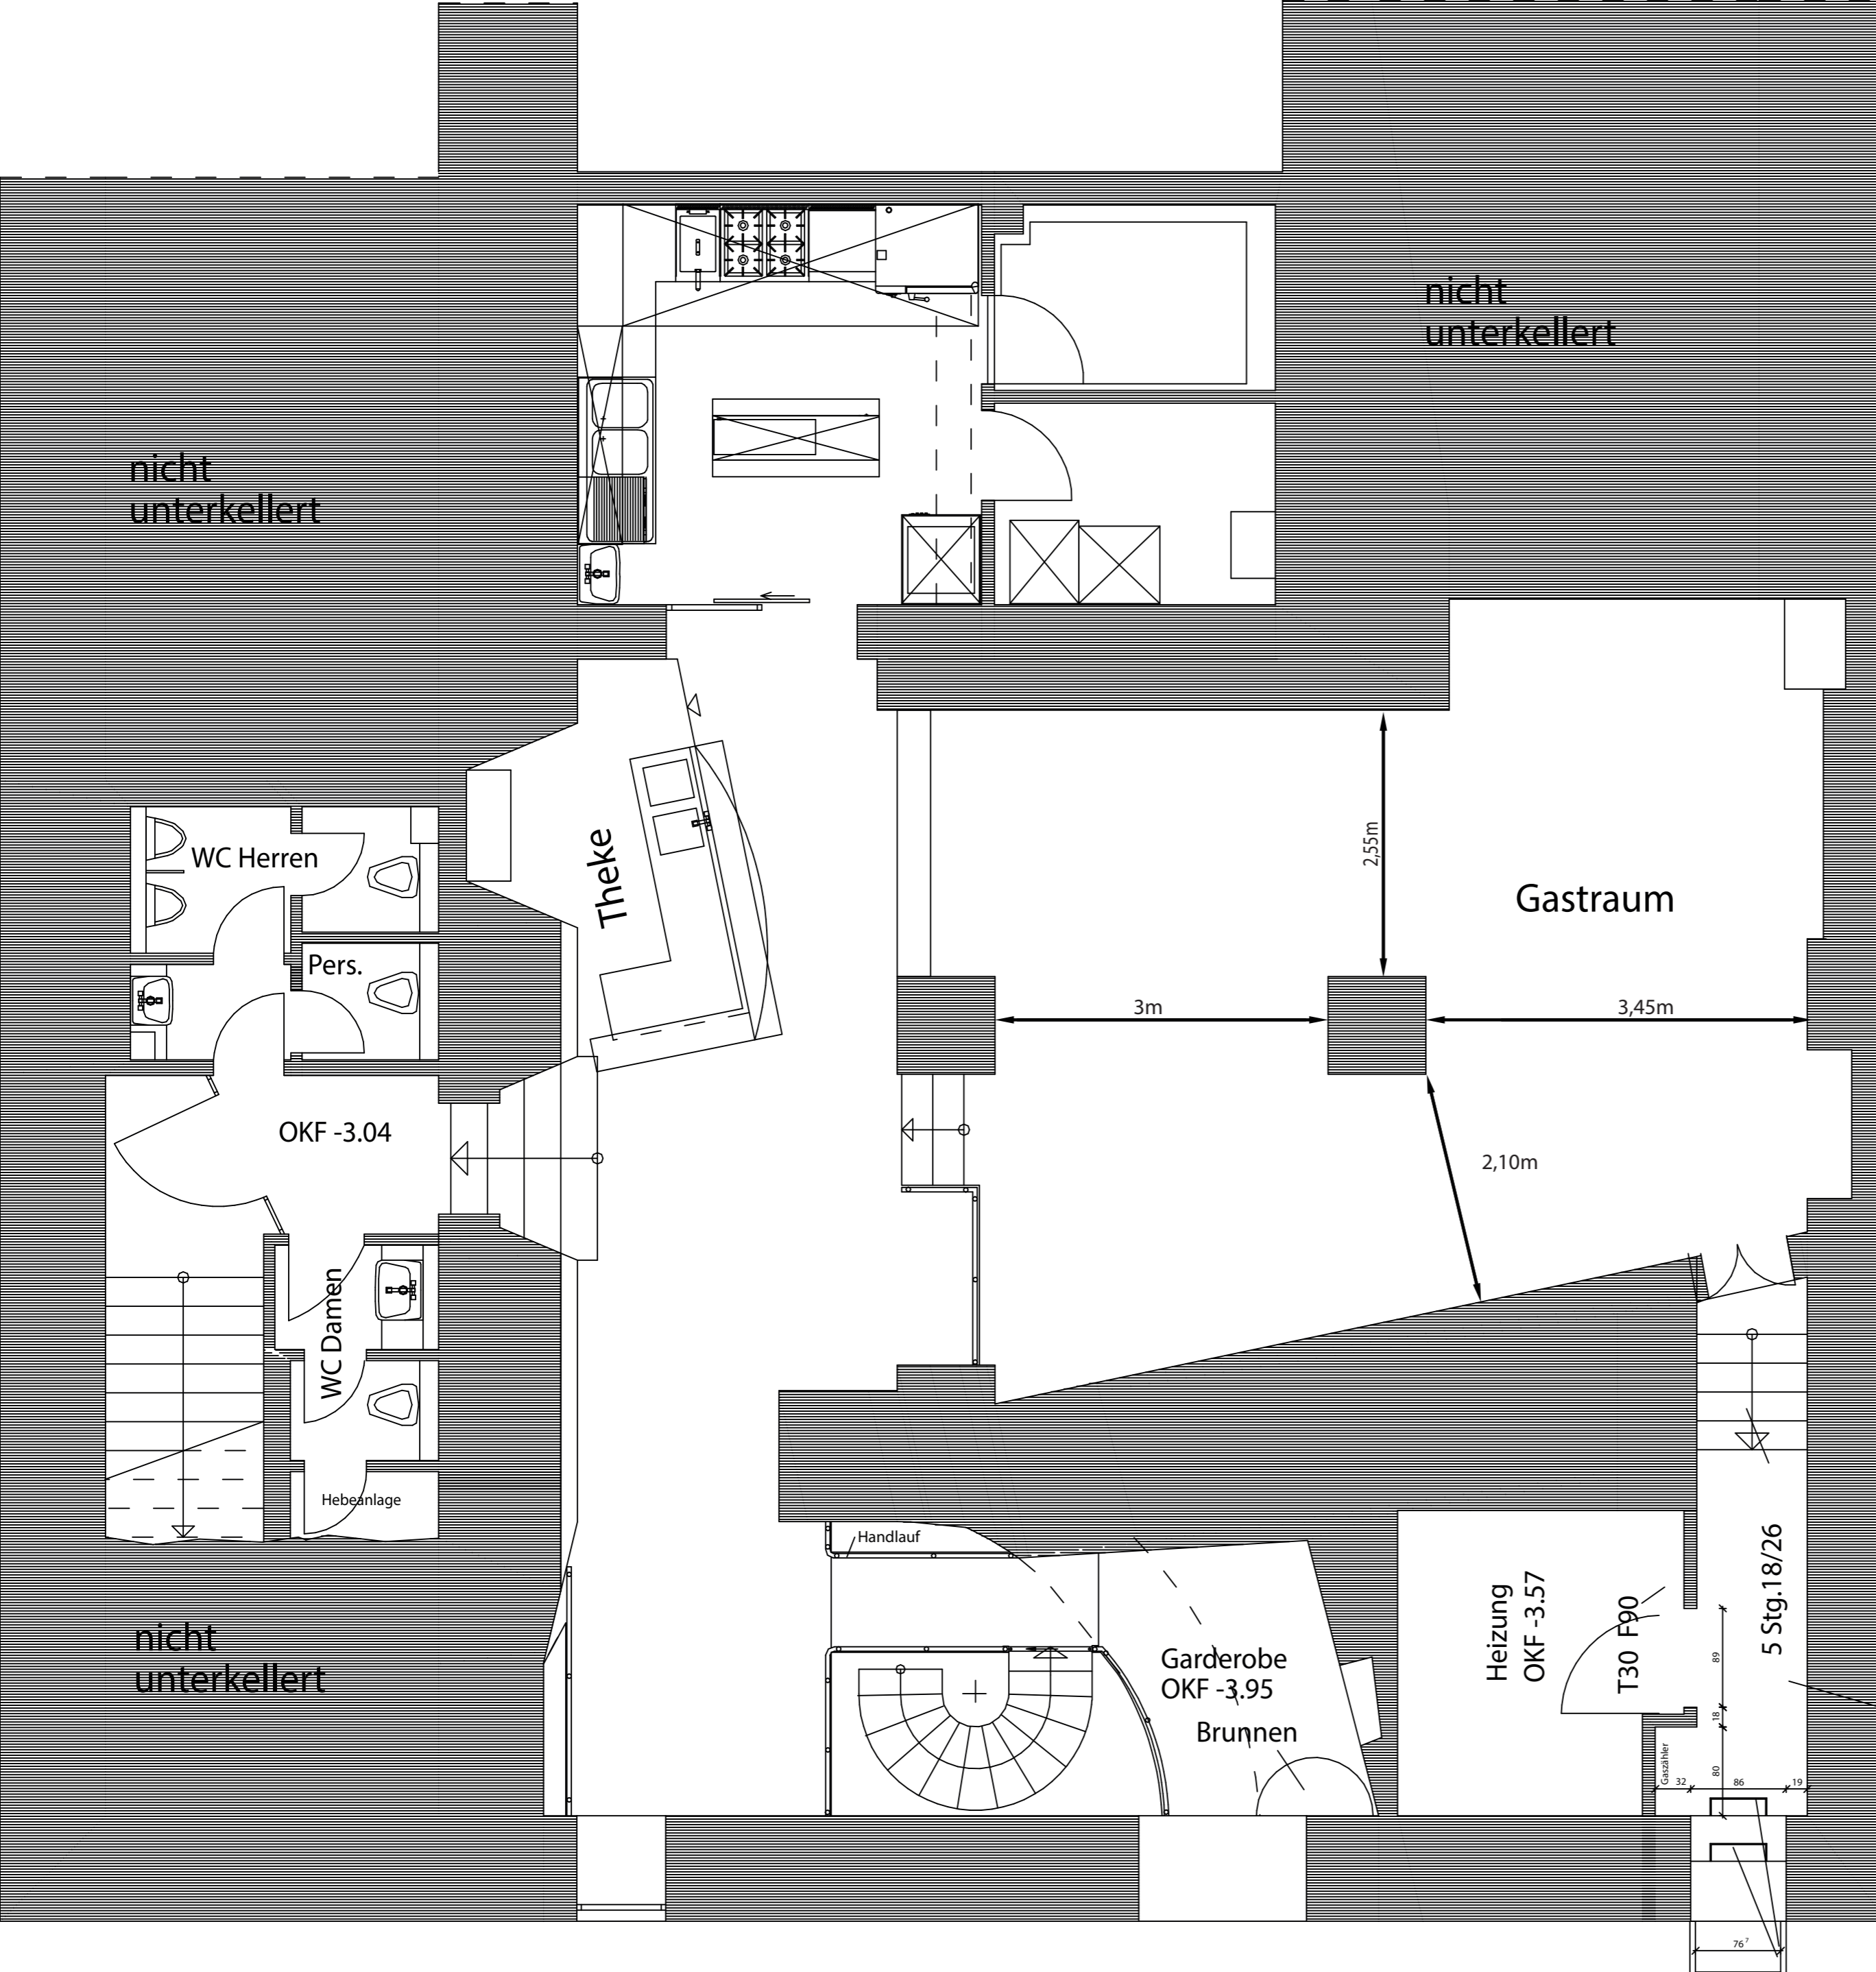 nicht
unterkellert
nicht
unterkellert
Theke
WC Herren
2,55m
Gastraum
Pers.
3m
3,45m
OKF -3.04
2,10m
WC Damen
Hebeanlage
Handlauf
nicht
unterkellert
Garderobe
OKF -3.95
Brunnen
Heizung
OKF -3.57
T30 F90
5 Stg.18/26
89
18
80
Gaszähler
32
86
19
76⁷